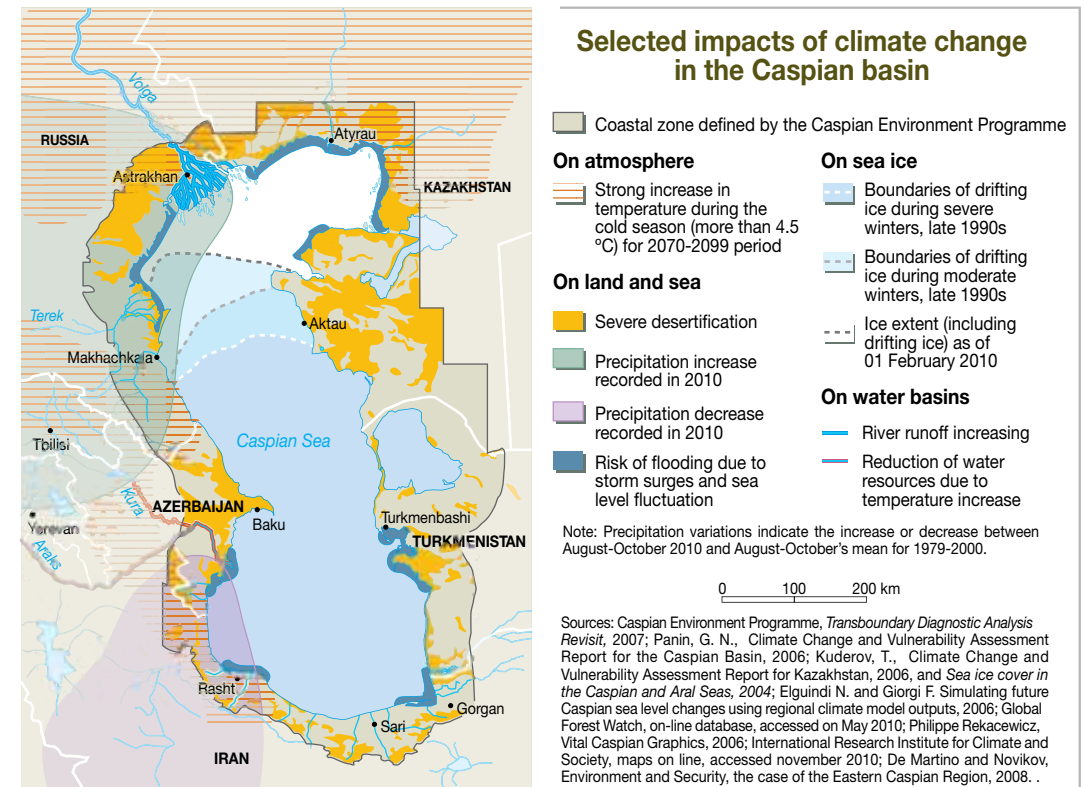 Selected impacts of climate change
in the Caspian basin
Coastal zone defined by the Caspian Environment Programme
On atmosphere
Strong increase in
temperature during the
cold season (more than 4.5
ºC) for 2070-2099 period
On land and sea
Severe desertification
Precipitation increase
recorded in 2010
Precipitation decrease
recorded in 2010
Risk of flooding due to
storm surges and sea
level fluctuation
On sea ice
Boundaries of drifting
ice during severe
winters, late 1990s
Boundaries of drifting
ice during moderate
winters, late 1990s
Ice extent (including
drifting ice) as of
01 February 2010
On water basins
River runoff increasing
Reduction of water
resources due to
temperature increase
Note: Precipitation variations indicate the increase or decrease between
August-October 2010 and August-October's mean for 1979-2000.
0 100 200 km
Sources: Caspian Environment Programme, Transboundary Diagnostic Analysis
Revisit, 2007; Panin, G. N., Climate Change and Vulnerability Assessment
Report for the Caspian Basin, 2006; Kuderov, T., Climate Change and
Vulnerability Assessment Report for Kazakhstan, 2006, and Sea ice cover in
the Caspian and Aral Seas, 2004; Elguindi N. and Giorgi F. Simulating future
Caspian sea level changes using regional climate model outputs, 2006; Global
Forest Watch, on-line database, accessed on May 2010; Philippe Rekacewicz,
Vital Caspian Graphics, 2006; International Research Institute for Climate and
Society, maps on line, accessed november 2010; De Martino and Novikov,
Environment and Security, the case of the Eastern Caspian Region, 2008. .
Volga
RUSSIA
Atyrau
Astrakhan
KAZAKHSTAN
Terek
Aktau
Makhachkala
Caspian Sea
Tbilisi
Kura
AZERBAIJAN
Baku
Turkmenbashi
Yerevan
TURKMENISTAN
Araks
Rasht
Gorgan
Sari
IRAN